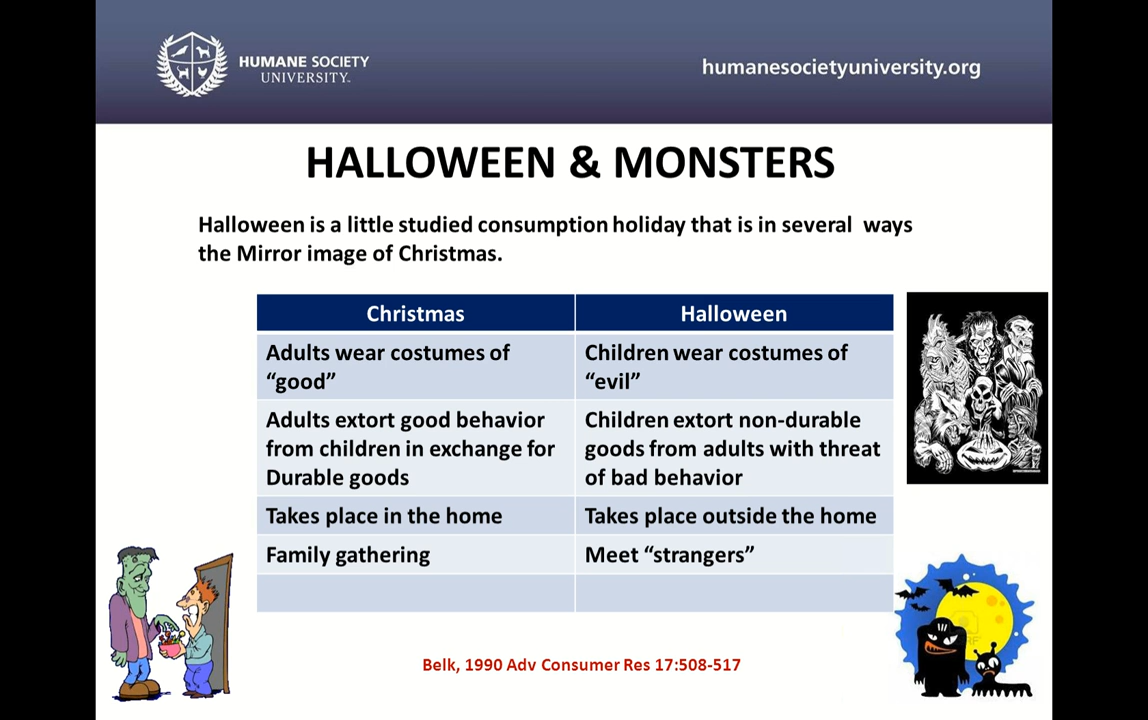 HUMANE SOCIETY
UNIVERSITY.
humanesocietyuniversity.org
HALLOWEEN & MONSTERS
Halloween is a little studied consumption holiday that is in several ways
the Mirror image of Christmas.
Christmas
Halloween
Adults wear costumes of
“good”
Children wear costumes of
“evil”
Adults extort good behavior
from children in exchange for
Durable goods
Children extort non-durable
goods from adults with threat
of bad behavior
Takes place in the home
Takes place outside the home
Family gathering
Meet “strangers”
Belk, 1990 Adv Consumer Res 17:508-517